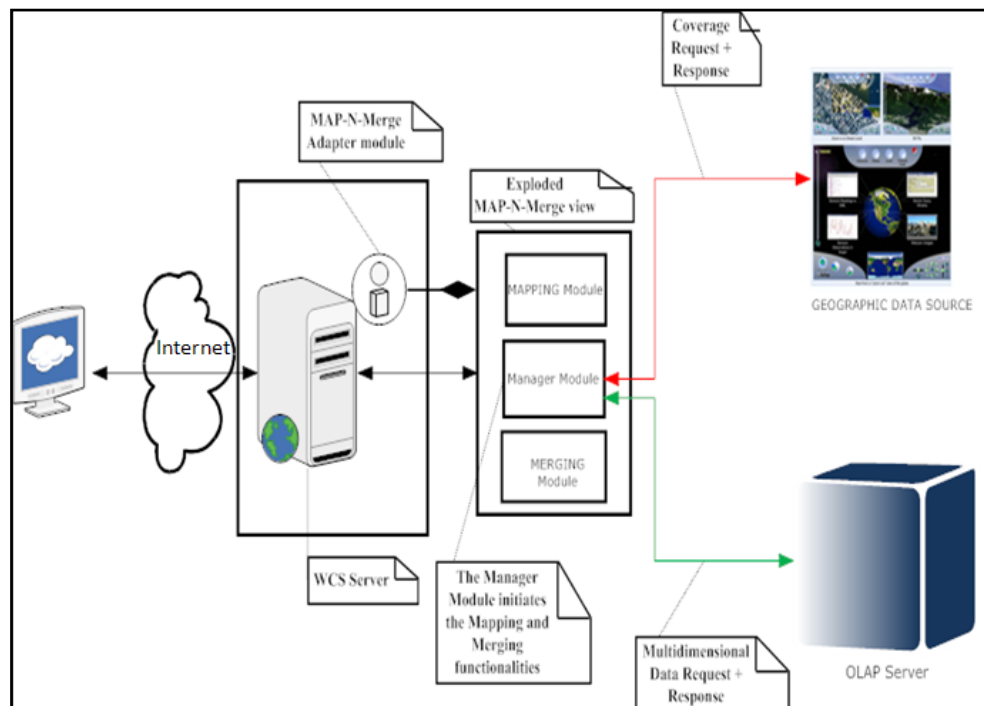 Coverage
Request +
Response
MAP-N-Merge
Adapter module
Exploded
MAP-N-Merge view
MAPPING Module
GEOGRAPHIC DATA SOURCE
Internet
Manager Module
MERGING
Module
WCS Server
The Manager
Module initiates
the Mapping and
Merging
functionalities
Multidimensional
Data Request +
Response
OLAP Server